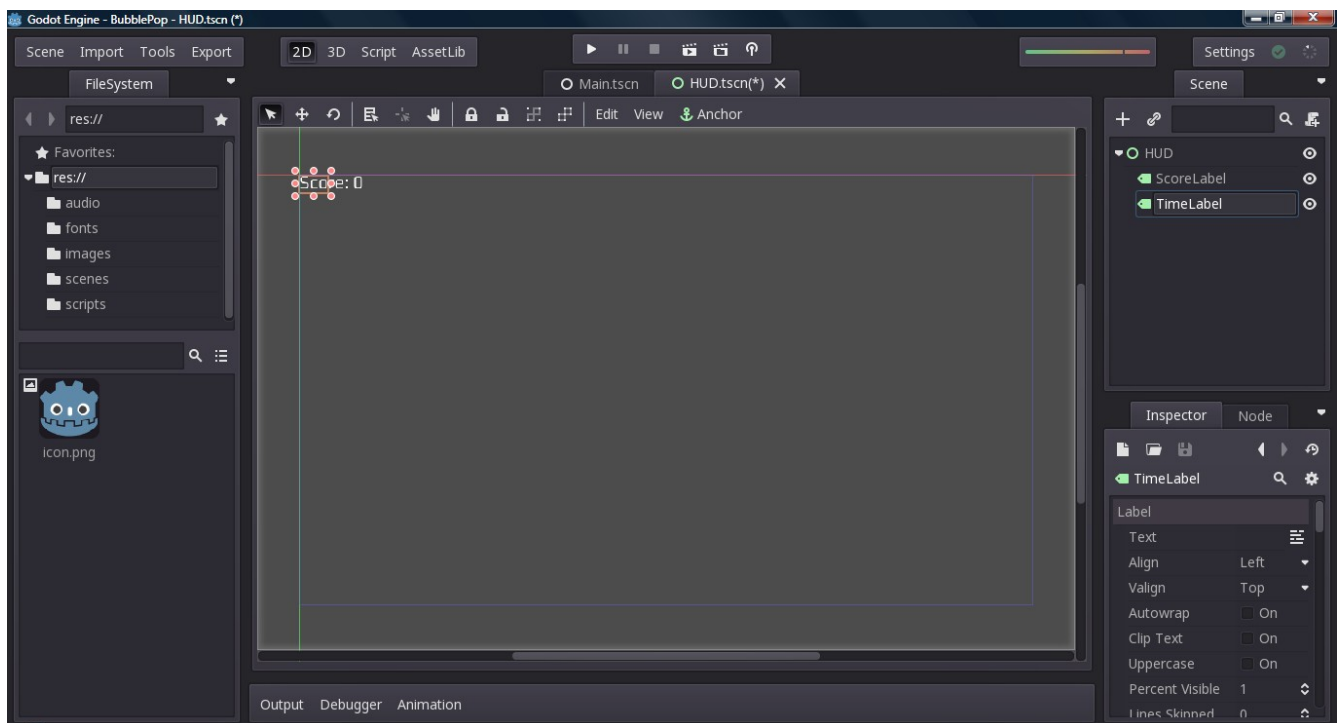 Godot Engine - BubblePop - HUD.tscn (*)
Scene Import Tools Export
2D 3D Script AssetLib
Settings
FileSystem
Main.tscn
HUD.tscn(*)
Scene
res://
Edit View Anchor
Favorites:
res://
audio
fonts
images
scenes
scripts
icon.png
Score: 0
HUD
ScoreLabel
TimeLabel
Inspector Node
TimeLabel
Label
Text
Align Left
Valign Top
Autowrap On
Clip Text On
Uppercase On
Percent Visible 1
Lines Skipped 0
Output Debugger Animation